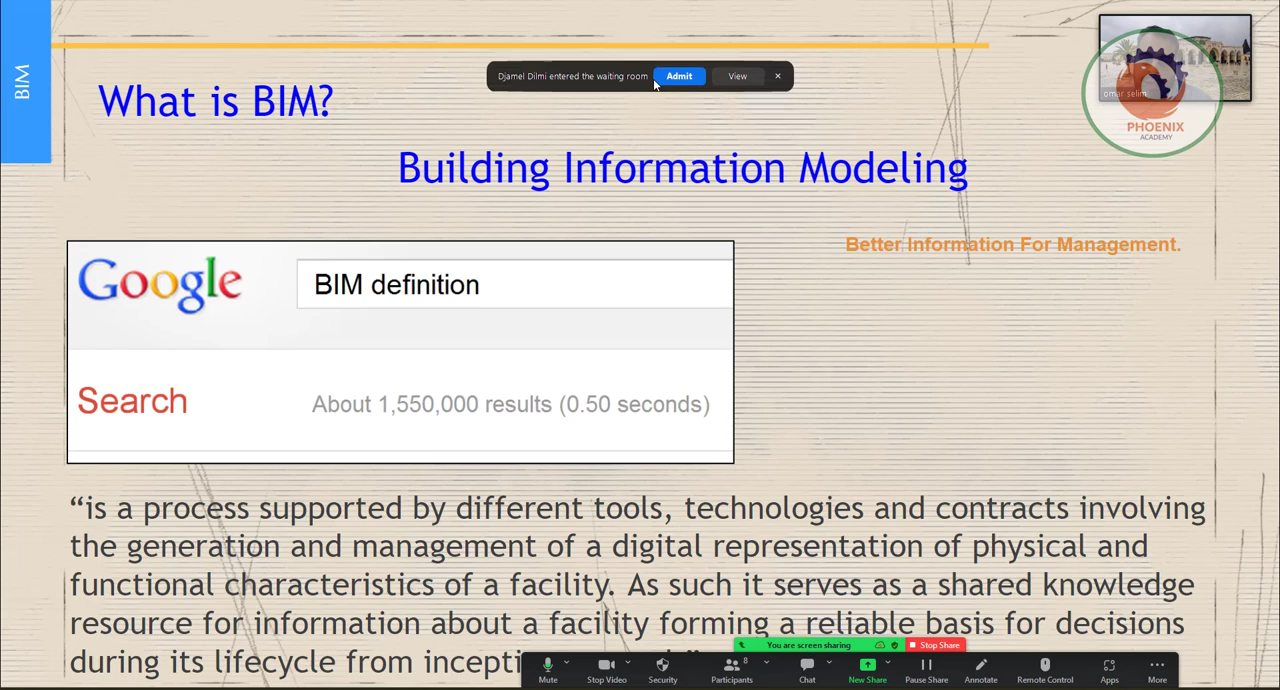 BIM
What is BIM?
Djamel Dilmi entered the waiting room Admit View
omar selim
PHOENIX
ACADEMY
Building Information Modeling
Better Information For Management.
Google BIM definition
Search About 1,550,000 results (0.50 seconds)
“is a process supported by different tools, technologies and contracts involving
the generation and management of a digital representation of physical and
functional characteristics of a facility. As such it serves as a shared knowledge
resource for information about a facility forming a reliable basis for decisions
during its lifecycle from
You are screen sharing Stop Share
8
Mute Stop Video Security Participants Chat New Share Pause Share Annotate Remote Control Apps More